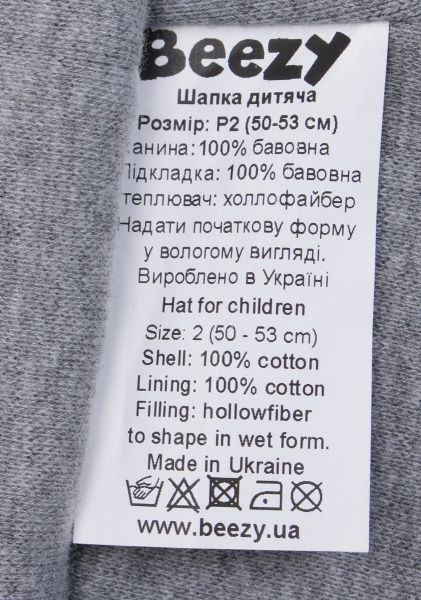 Beezy
Шапка дитяча
Розмір: Р2 (50-53 см)
канина: 100% бавовна
Підкладка: 100% бавовна
теплювач: холлофайбер
Надати початкову форму
у вологому вигляді.
Вироблено в Україні
Hat for children
Size: 2 (50 - 53 cm)
Shell: 100% cotton
Lining: 100% cotton
Filling: hollowfiber
to shape in wet form.
Made in Ukraine
www.beezy.ua